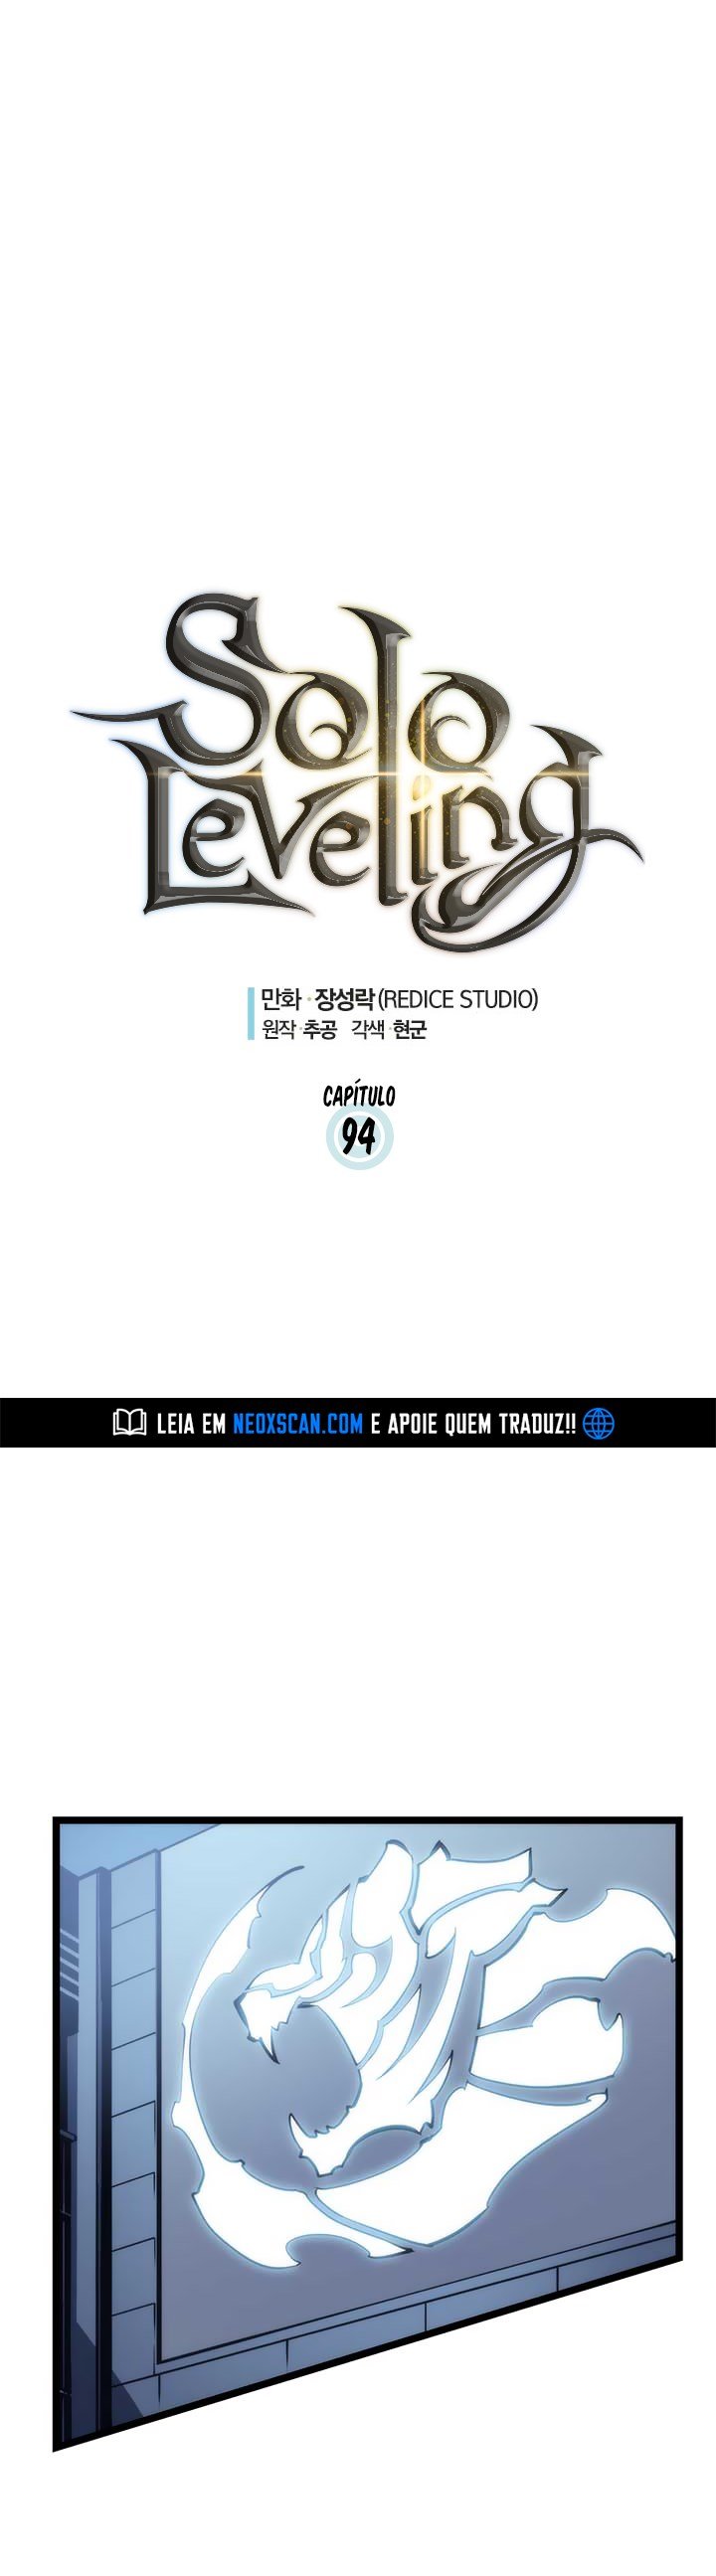 Solo
Leveling
만화·장성락(REDICE STUDIO)
원작·추공 각색·현군
CAPÍTULO
94
LEIA EM NEOXSCAN.COM E APOIE QUEM TRADUZ!!